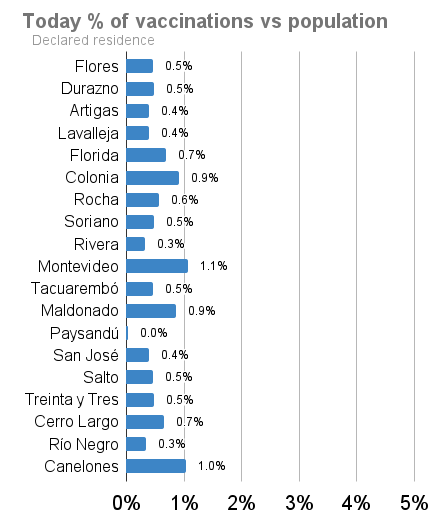 Today % of vaccinations vs population
Declared residence
Flores 0.5%
Durazno 0.5%
Artigas 0.4%
Lavalleja 0.4%
Florida 0.7%
Colonia 0.9%
Rocha 0.6%
Soriano 0.5%
Rivera 0.3%
Montevideo 1.1%
Tacuarembó 0.5%
Maldonado 0.9%
Paysandú 0.0%
San José 0.4%
Salto 0.5%
Treinta y Tres 0.5%
Cerro Largo 0.7%
Río Negro 0.3%
Canelones 1.0%
0% 1% 2% 3% 4% 5%